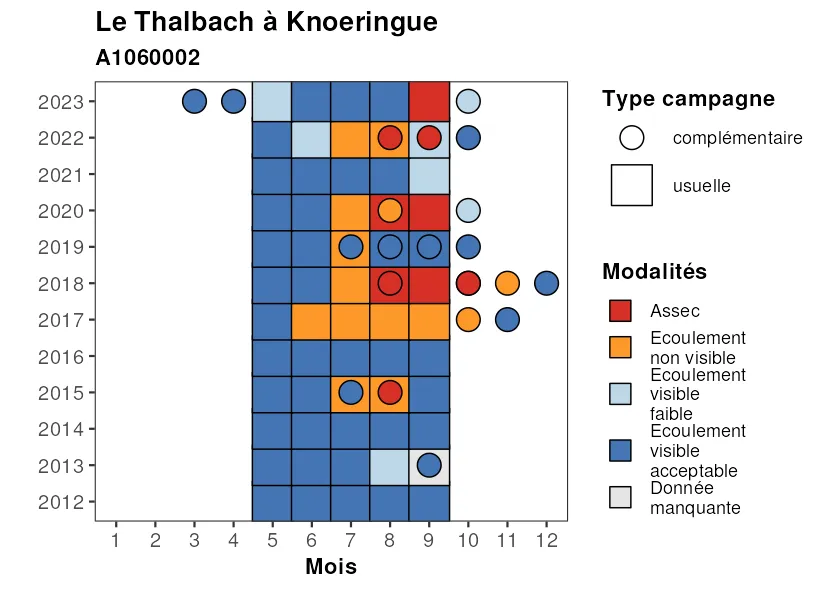 Le Thalbach à Knoeringue
A1060002
2023
2022
2021
2020
2019
2018
2017
2016
2015
2014
2013
2012
1 2 3 4 5 6 7 8 9 10 11 12
Mois
Type campagne
complémentaire
usuelle
Modalités
Assec
Ecoulement
non visible
Ecoulement
visible
faible
Ecoulement
visible
acceptable
Donnée
manquante